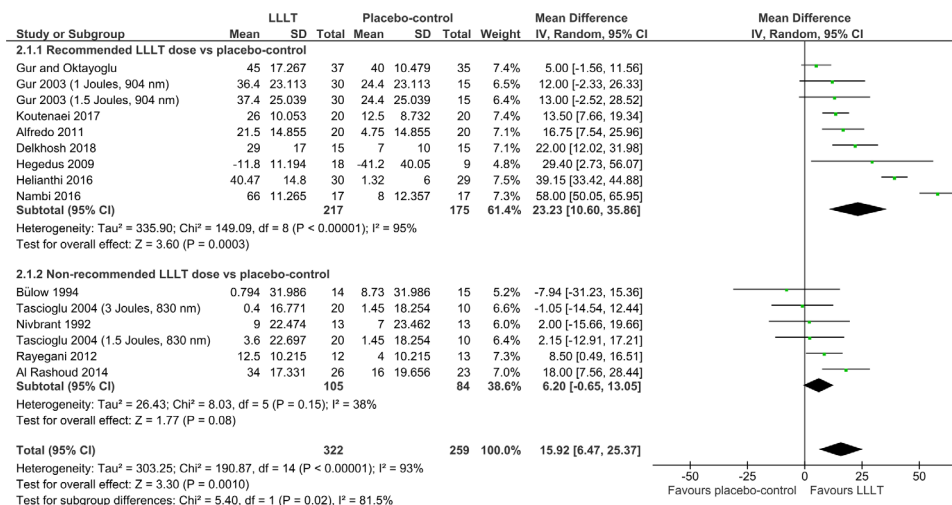 LLLT Placebo-control Mean Difference Mean Difference
Study or Subgroup Mean SD Total Mean SD Total Weight IV, Random, 95% CI IV, Random, 95% CI
2.1.1 Recommended LLLT dose vs placebo-control
Gur and Oktayoglu 45 17.267 37 40 10.479 35 7.4% 5.00 [-1.56, 11.56]
Gur 2003 (1 Joules, 904 nm) 36.4 23.113 30 24.4 23.113 15 6.5% 12.00 [-2.33, 26.33]
Gur 2003 (1.5 Joules, 904 nm) 37.4 25.039 30 24.4 25.039 15 6.4% 13.00 [-2.52, 28.52]
Koutenaei 2017 26 10.053 20 12.5 8.732 20 7.5% 13.50 [7.66, 19.34]
Alfredo 2011 21.5 14.855 20 4.75 14.855 20 7.1% 16.75 [7.54, 25.96]
Delkhosh 2018 29 17 15 7 10 15 7.1% 22.00 [12.02, 31.98]
Hegedus 2009 -11.8 11.194 18 -41.2 40.05 9 4.8% 29.40 [2.73, 56.07]
Helianthi 2016 40.47 14.8 30 1.32 6 29 7.5% 39.15 [33.42, 44.88]
Nambi 2016 66 11.265 17 8 12.357 17 7.3% 58.00 [50.05, 65.95]
Subtotal (95% CI) 217 175 61.4% 23.23 [10.60, 35.86]
Heterogeneity: Tau² = 335.90; Chi² = 149.09, df = 8 (P < 0.00001); I² = 95%
Test for overall effect: Z = 3.60 (P = 0.0003)
2.1.2 Non-recommended LLLT dose vs placebo-control
Bülow 1994 0.794 31.986 14 8.73 31.986 15 5.2% -7.94 [-31.23, 15.36]
Tascioglu 2004 (3 Joules, 830 nm) 0.4 16.771 20 1.45 18.254 10 6.6% -1.05 [-14.54, 12.44]
Nivbrant 1992 9 22.474 13 7 23.462 13 6.0% 2.00 [-15.66, 19.66]
Tascioglu 2004 (1.5 Joules, 830 nm) 3.6 22.697 20 1.45 18.254 10 6.4% 2.15 [-12.91, 17.21]
Rayegani 2012 12.5 10.215 12 4 10.215 13 7.3% 8.50 [0.49, 16.51]
Al Rashoud 2014 34 17.331 26 16 19.656 23 7.0% 18.00 [7.56, 28.44]
Subtotal (95% CI) 105 84 38.6% 6.20 [-0.65, 13.05]
Heterogeneity: Tau² = 26.43; Chi² = 8.03, df = 5 (P = 0.15); I² = 38%
Test for overall effect: Z = 1.77 (P = 0.08)
Total (95% CI) 322 259 100.0% 15.92 [6.47, 25.37]
Heterogeneity: Tau² = 303.25; Chi² = 190.87, df = 14 (P < 0.00001); I² = 93%
Test for overall effect: Z = 3.30 (P = 0.0010)
Test for subgroup differences: Chi² = 5.40, df = 1 (P = 0.02), I² = 81.5%
-50 -25 0 25 50
Favours placebo-control Favours LLLT